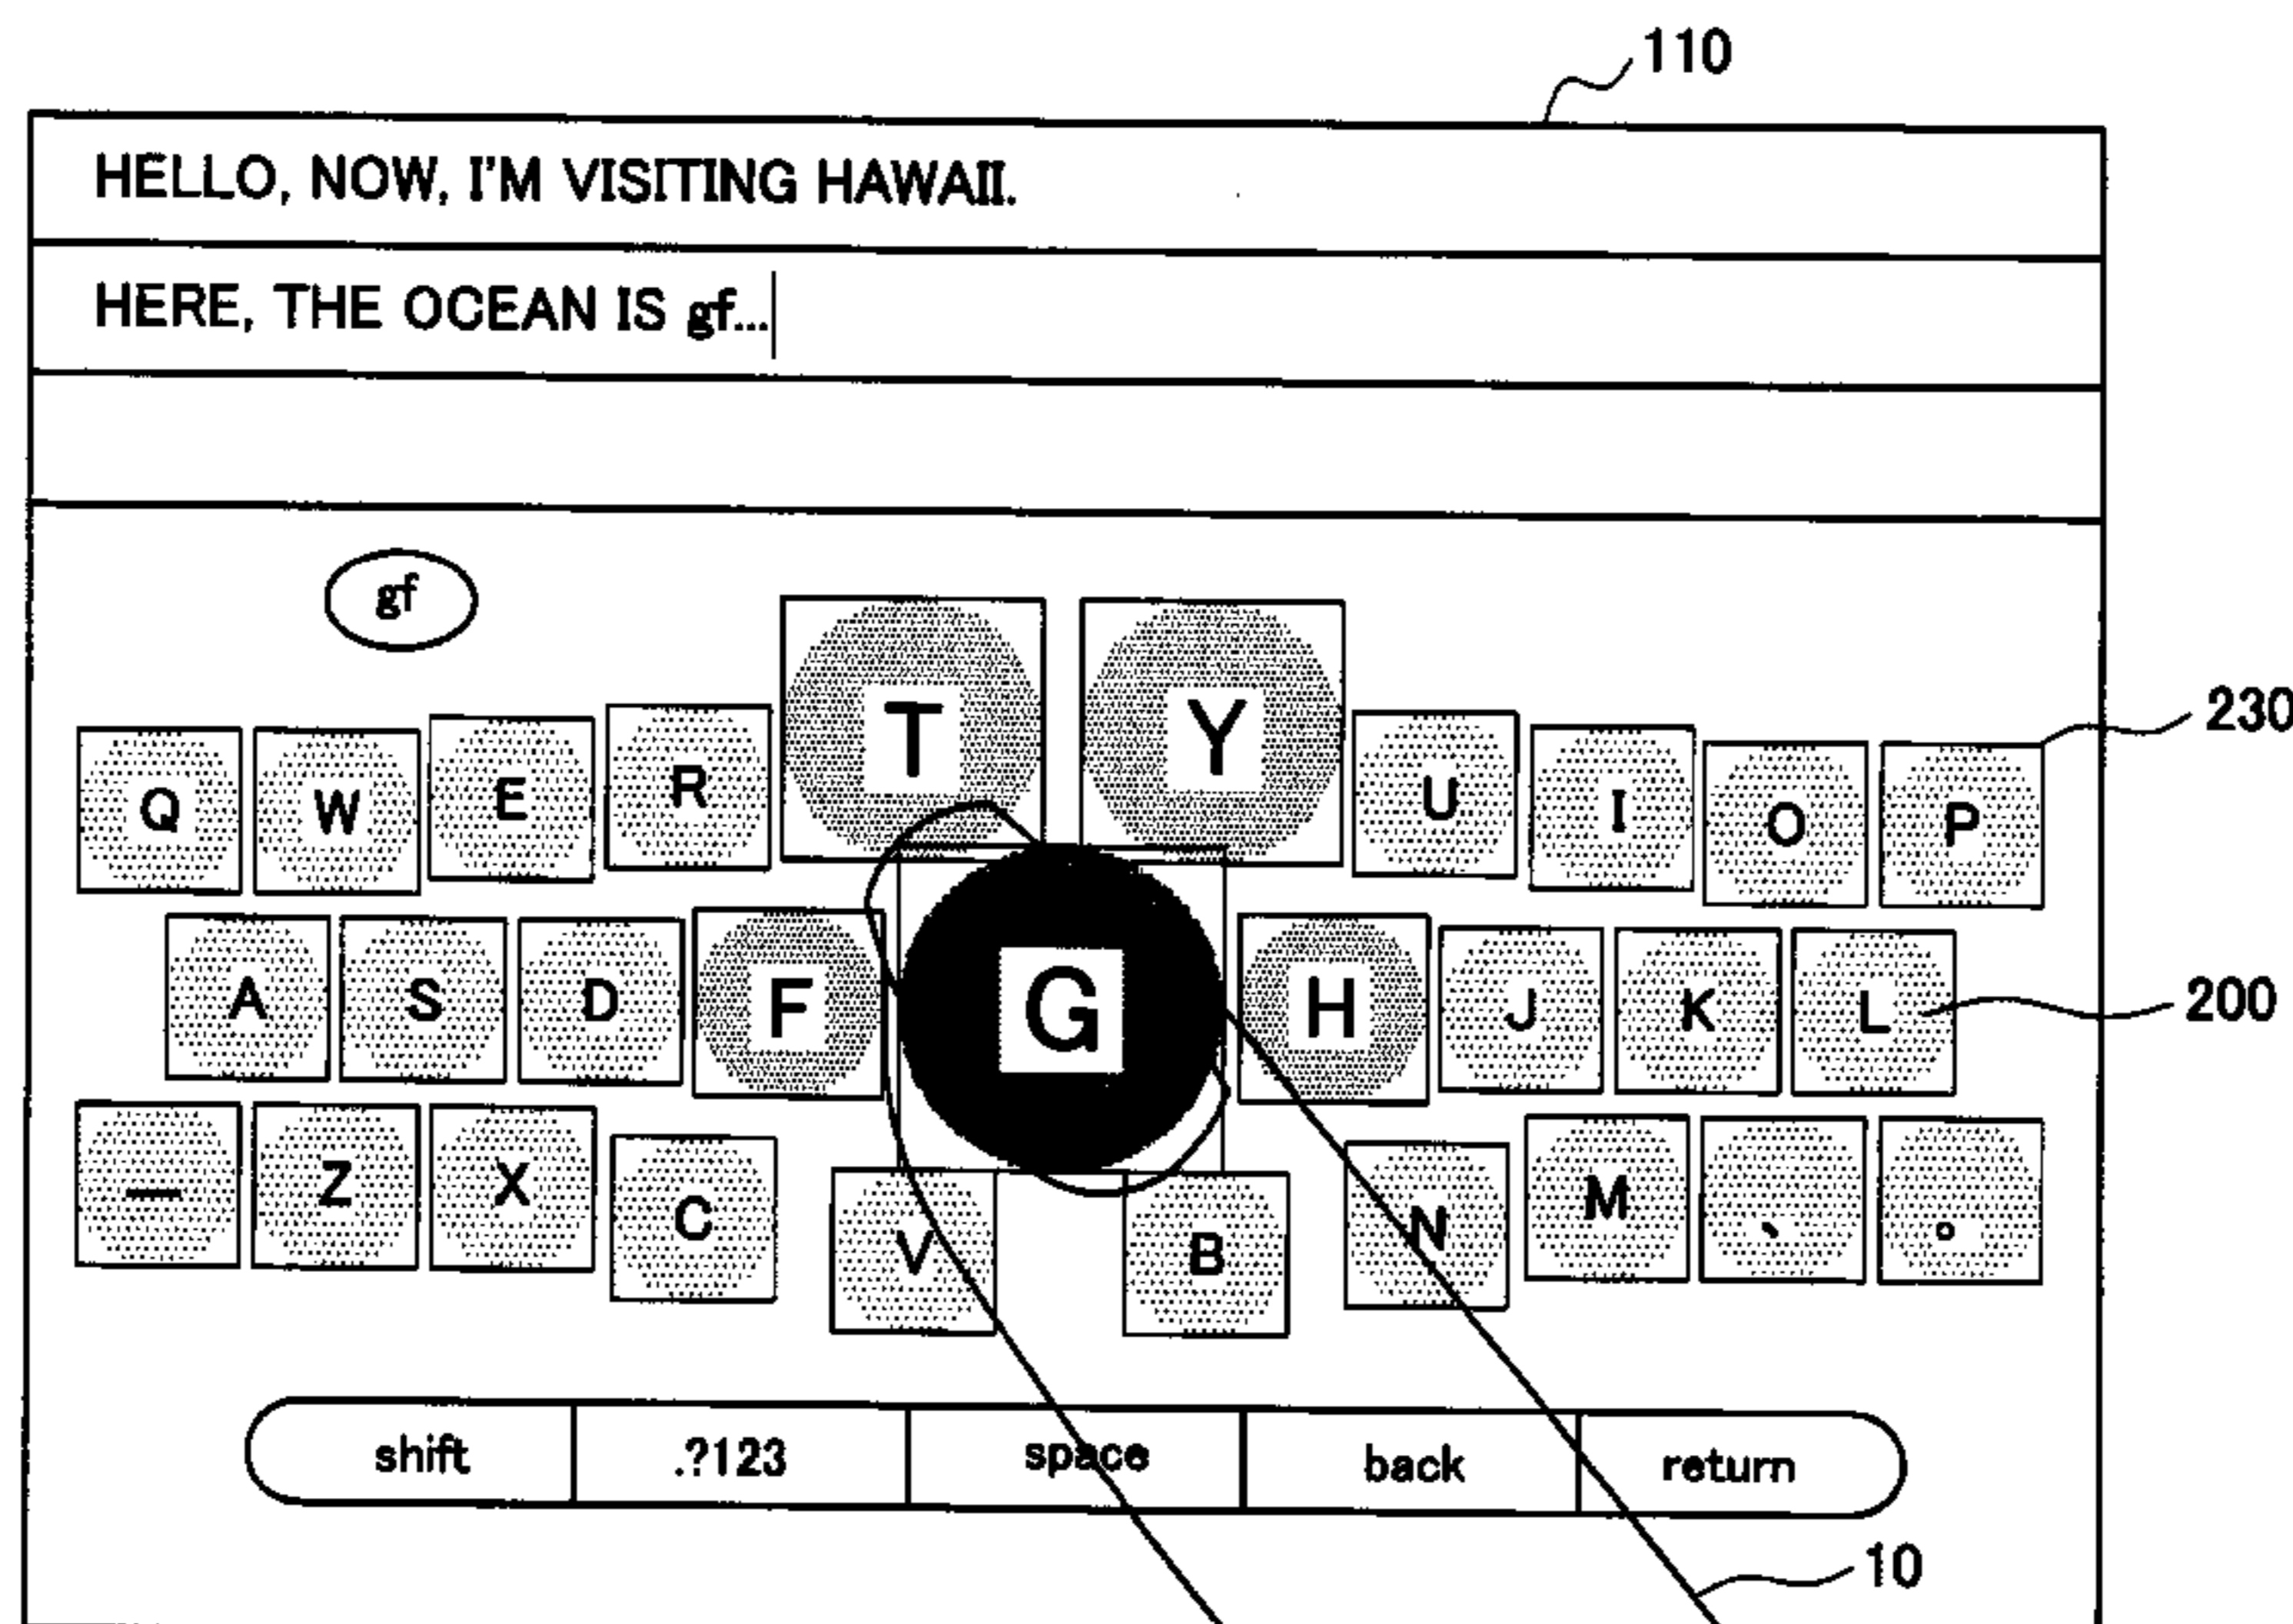 110
HELLO, NOW, I'M VISITING HAWAII.
HERE, THE OCEAN IS gf...
gf
T Y
230
Q W E R U I O P
A S D F G H J K L
200
— Z X C V B N M 、 。
shift .?123 space back return
10